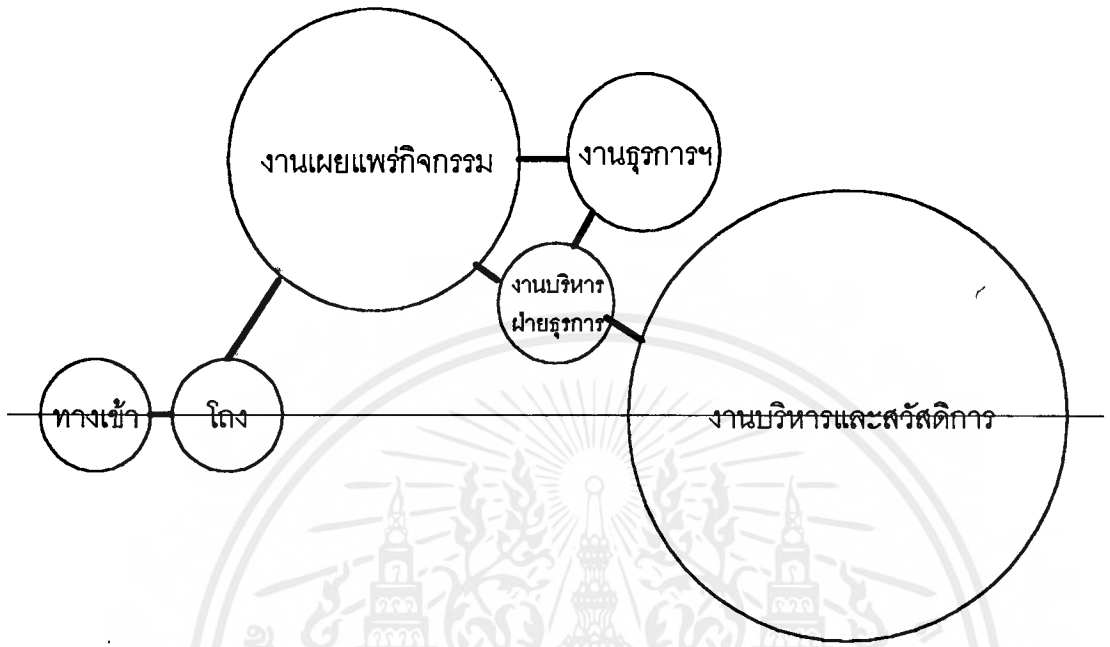 งานเผยแพร่กิจกรรม
งานธุรการฯ
งานบริหาร
ฝ่ายธุรการ
ทางเข้า
โถง
งานบริหารและสวัสดิการ